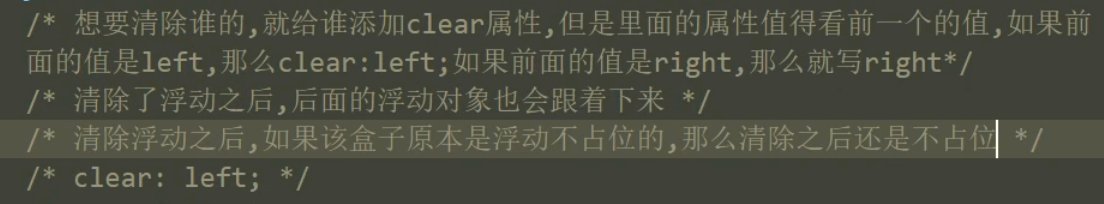 /* 想要清除谁的,就给谁添加clear属性,但是里面的属性值得看前一个的值,如果前
面的值是left,那么clear:left;如果前面的值是right,那么就写right*/
/* 清除了浮动之后,后面的浮动对象也会跟着下来 */
/* 清除浮动之后,如果该盒子原本是浮动不占位的,那么清除之后还是不占位 */
/* clear: left; */